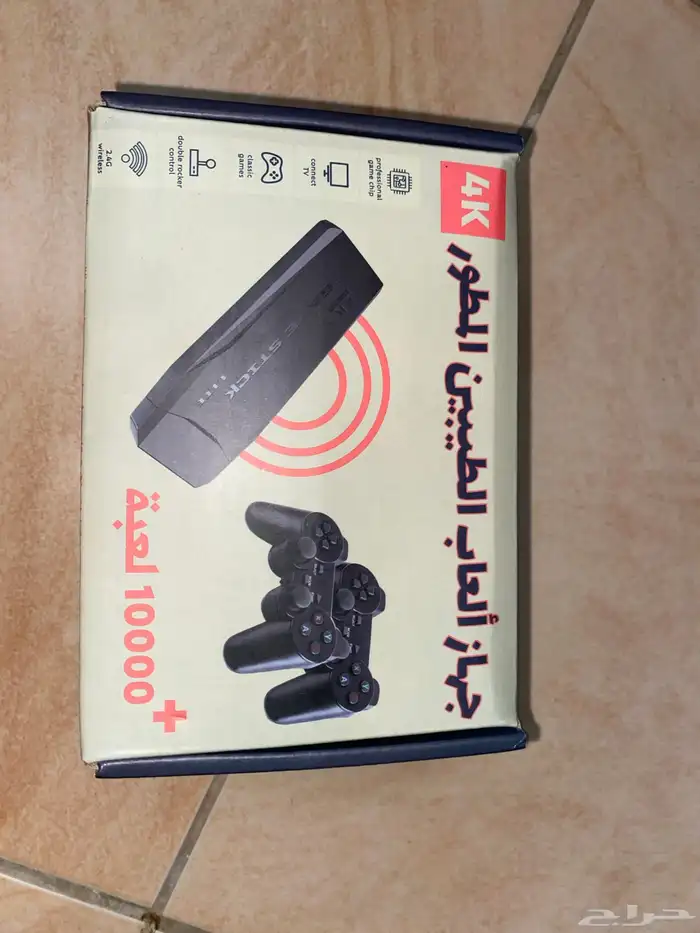 4K
جهاز ألعاب الطيبين المطور
professional
game chip
connect
TV
classic
games
double rocker
control
2.4G
wireless
STICK
+10000 لعبة
حراج